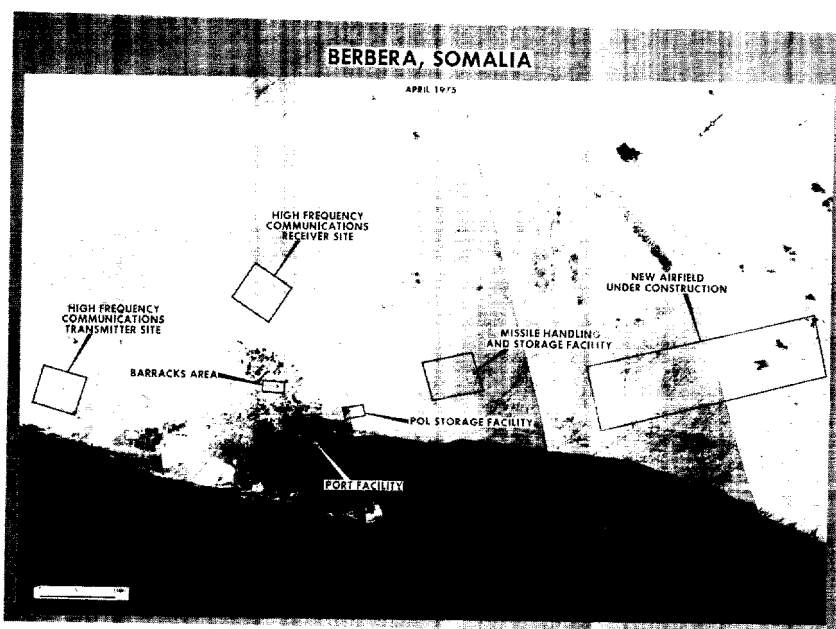 BERBERA, SOMALIA
APRIL 1975
HIGH FREQUENCY
COMMUNICATIONS
RECEIVER SITE
NEW AIRFIELD
UNDER CONSTRUCTION
HIGH FREQUENCY
COMMUNICATIONS
TRANSMITTER SITE
MISSILE HANDLING
AND STORAGE FACILITY
BARRACKS AREA
POL STORAGE FACILITY
PORT FACILITY